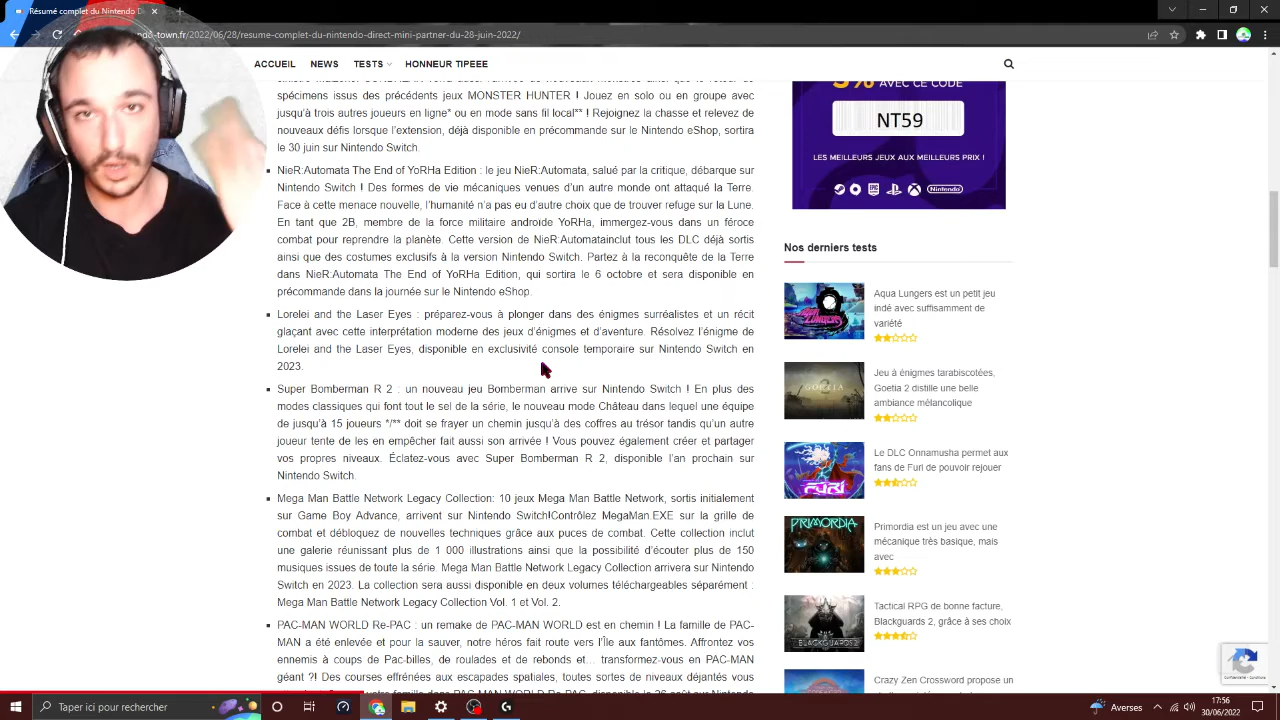 Résumé complet du Nintendo Di
-town.fr/2022/06/28/resume-complet-du-nintendo-direct-mini-partner-du-28-juin-2022/
ACCUEIL NEWS TESTS HONNEUR TIPEEE
spécimens issus des précédents jeux MONSTER HUNTER ! Jouez en solo ou en groupe avec
jusqu'à trois autres joueurs en ligne* ou en mode sans fil local** ! Rejoignez la chasse et relevez de
nouveaux défis lorsque l'extension, déjà disponible en précommande sur le Nintendo eShop, sortira
le 30 juin sur Nintendo Switch.
NieR:Automata The End of YoRHa Edition : le jeu NieR:Automata, salué par la critique, débarque sur
Nintendo Switch ! Des formes de vie mécaniques venues d'un autre monde ont attaqué la Terre.
Face à cette menace nouvelle, l'humanité n'a pas eu d'autre choix que de trouver refuge sur la Lune.
En tant que 2B, membre de la force militaire androïde YoRHa, immergez-vous dans un féroce
combat pour reprendre la planète. Cette version de NieR:Automatainclut tous les DLC déjà sortis
ainsi que des costumes exclusifs à la version Nintendo Switch. Partez à la reconquête de la Terre
dans NieR:Automata The End of YoRHa Edition, qui sortira le 6 octobre et sera disponible en
précommande dans la journée sur le Nintendo eShop.
Lorelei and the Laser Eyes : préparez-vous à plonger dans des énigmes surréalistes et un récit
glaçant avec cette interprétation moderne des jeux d'énigmes et d'aventure. Résolvez l'énigme de
Lorelei and the Laser Eyes, disponible en exclusivité console temporaire sur Nintendo Switch en
2023.
Super Bomberman R 2 : un nouveau jeu Bomberman arrive sur Nintendo Switch ! En plus des
modes classiques qui font tout le sel de la série, le nouveau mode Château dans lequel une équipe
de jusqu'à 15 joueurs */** doit se frayer un chemin jusqu'à des coffres au trésor tandis qu'un autre
joueur tente de les en empêcher fait aussi son arrivée ! Vous pouvez également créer et partager
vos propres niveaux. Éclatez-vous avec Super Bomberman R 2, disponible l'an prochain sur
Nintendo Switch.
Mega Man Battle Network Legacy Collection: 10 jeux Mega Man Battle Network, sortis initialement
sur Game Boy Advance, arrivent sur Nintendo Switch!Contrôlez MegaMan.EXE sur la grille de
combat et débloquez de nouvelles techniques grâce aux puces de combat. Cette collection inclut
une galerie réunissant plus de 1 000 illustrations ainsi que la possibilité d'écouter plus de 150
musiques issues de toute la série. Mega Man Battle Network Legacy Collection arrivera sur Nintendo
Switch en 2023. La collection sera aussi disponible en deux volumes téléchargeables séparément :
Mega Man Battle Network Legacy Collection Vol. 1 et Vol. 2.
PAC-MAN WORLD Re-PAC : un remake de PAC-MAN WORLD est en chemin ! La famille de PAC-
MAN a été enlevée et pour la sauver, notre héros fait route vers l'Île aux fantômes. Affrontez vos
ennemis à coups de Pac-billes, de roulades et de rebonds et… transformez-vous en PAC-MAN
géant ?! Des courses effrénées aux escapades spatiales, toutes sortes de niveaux déjantés vous
AVEC CE CODE
NT59
LES MEILLEURS JEUX AUX MEILLEURS PRIX !
Nintendo
Nos derniers tests
Aqua Lungers est un petit jeu
indé avec suffisamment de
variété
Jeu à énigmes tarabiscotées,
Goetia 2 distille une belle
ambiance mélancolique
GOETIA
Le DLC Onnamusha permet aux
fans de Furi de pouvoir rejouer
FURI
Primordia est un jeu avec une
mécanique très basique, mais
avec
PRIMORDIA
Tactical RPG de bonne facture,
Blackguards 2, grâce à ses choix
BLACKGUARDS 2
Crazy Zen Crossword propose un
Confidentialité - Conditions
Taper ici pour rechercher
Averses
17:56
30/06/2022